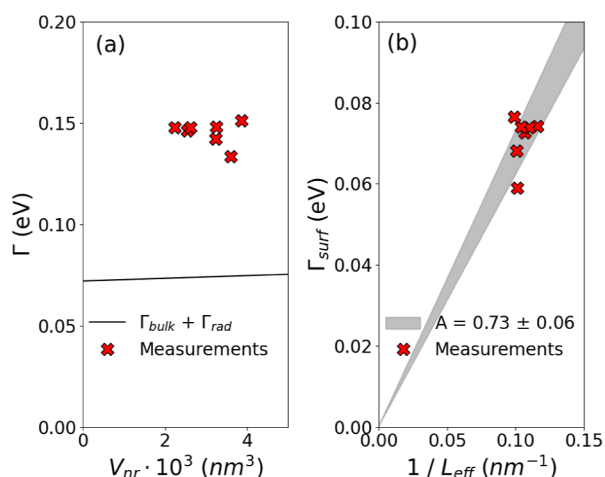 (a)
0.20
0.15
0.10
0.05
0.00
Γ (eV)
Γbulk + Γrad
Measurements
0
2
4
Vnr · 10³ (nm³)
(b)
0.10
0.08
0.06
0.04
0.02
0.00
Γsurf (eV)
A = 0.73 ± 0.06
Measurements
0.00
0.05
0.10
0.15
1 / Leff (nm⁻¹)